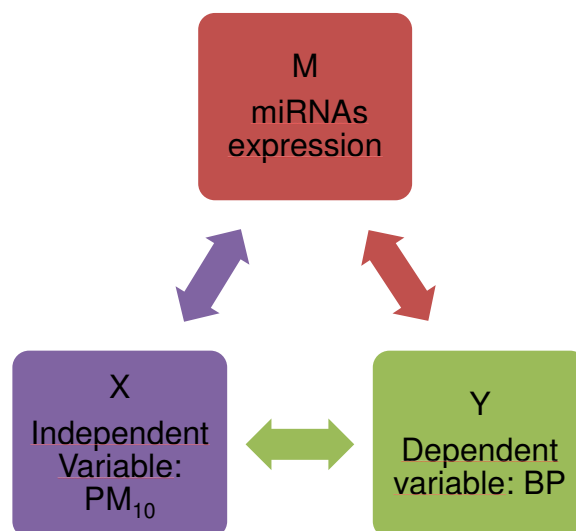 M
miRNAs
expression
X
Independent
Variable:
PM₁₀
Y
Dependent
variable: BP